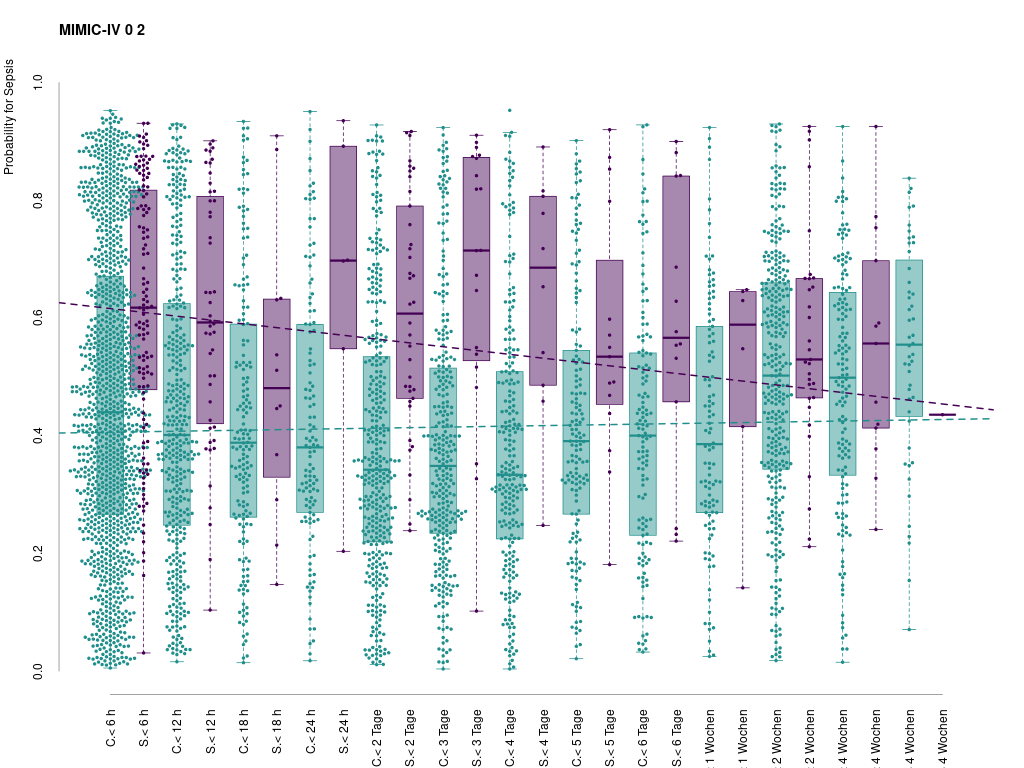 MIMIC-IV 0 2
Probability for Sepsis
1.0
0.8
0.6
0.4
0.2
0.0
C.< 6 h
S.< 6 h
C.< 12 h
S.< 12 h
C.< 18 h
S.< 18 h
C.< 24 h
S.< 24 h
C.< 2 Tage
S.< 2 Tage
C.< 3 Tage
S.< 3 Tage
C.< 4 Tage
S.< 4 Tage
C.< 5 Tage
S.< 5 Tage
C.< 6 Tage
S.< 6 Tage
1 Wochen
1 Wochen
2 Wochen
2 Wochen
4 Wochen
4 Wochen
4 Wochen
4 Wochen